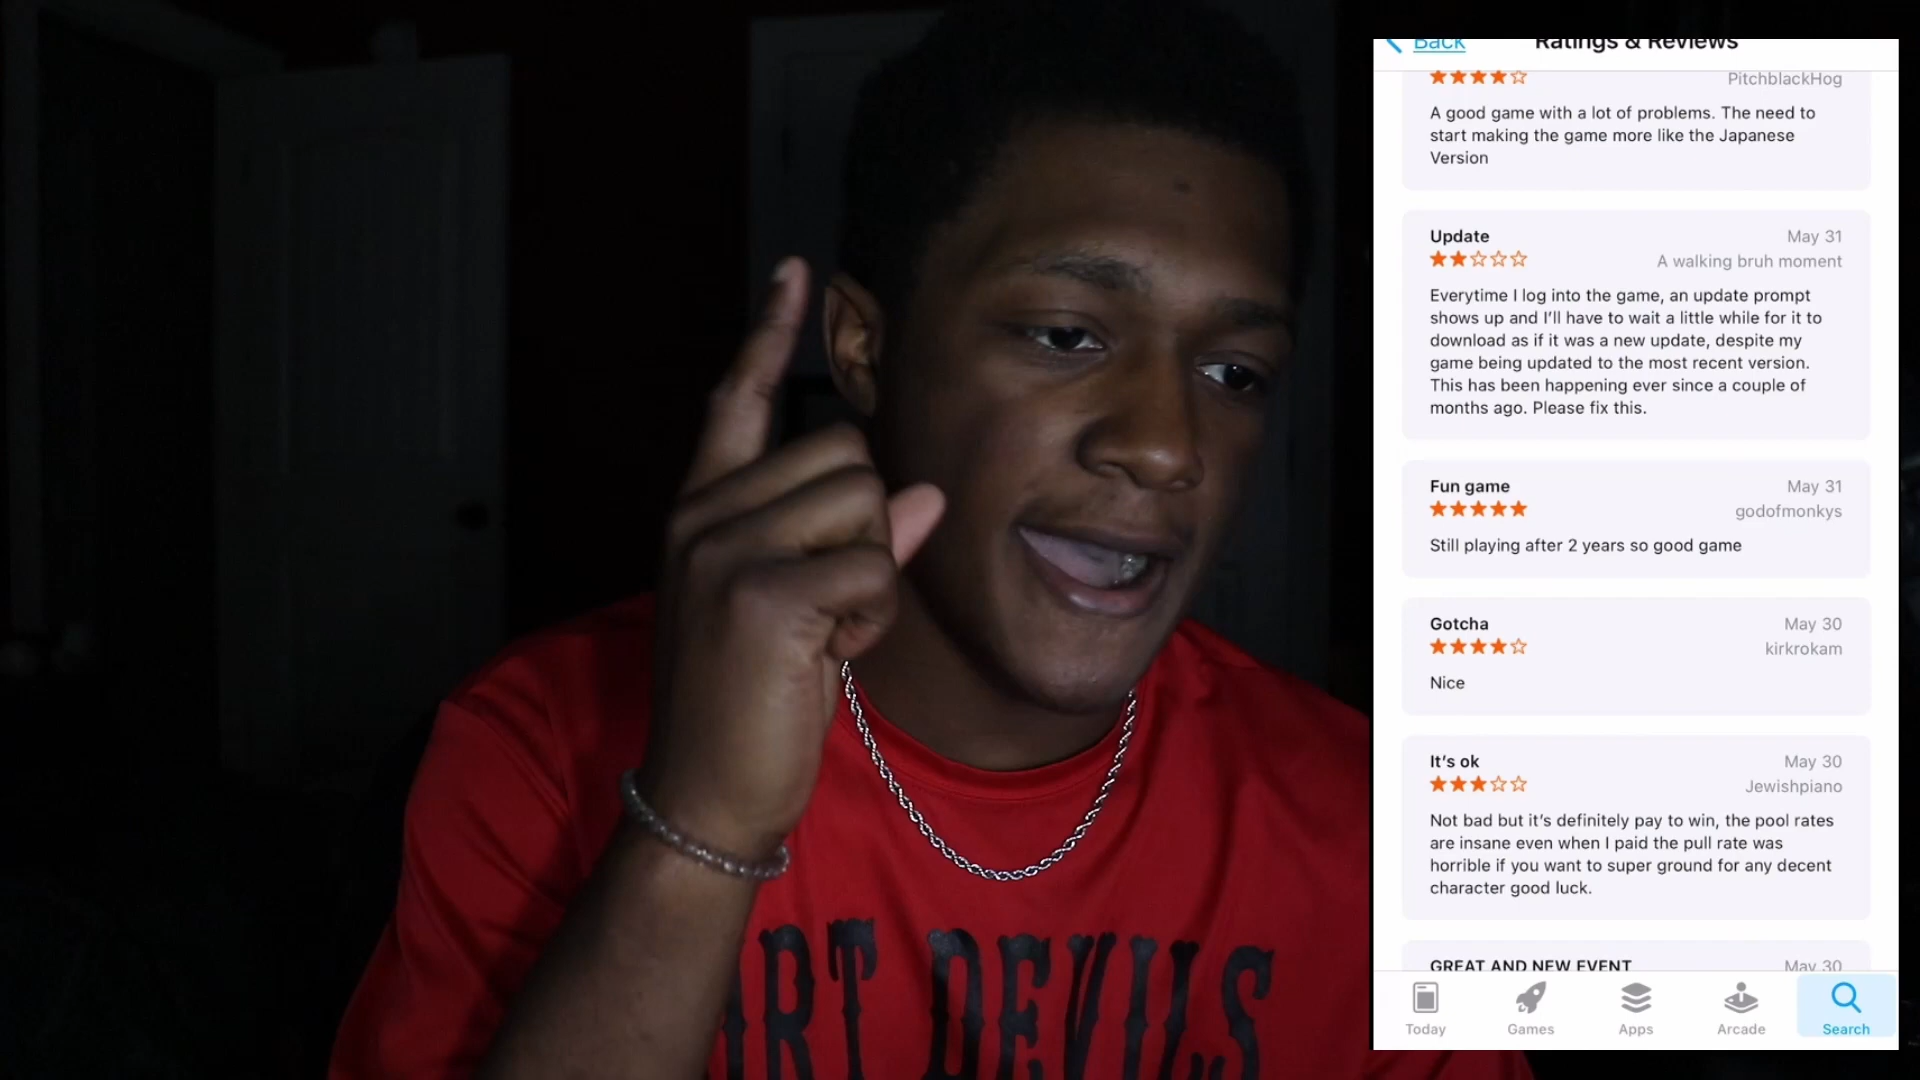 Back
Ratings & Reviews
PitchblackHog
A good game with a lot of problems. The need to
start making the game more like the Japanese
Version
Update
May 31
A walking bruh moment
Everytime I log into the game, an update prompt
shows up and I’ll have to wait a little while for it to
download as if it was a new update, despite my
game being updated to the most recent version.
This has been happening ever since a couple of
months ago. Please fix this.
Fun game
May 31
godofmonkys
Still playing after 2 years so good game
Gotcha
May 30
kirkrokam
Nice
It’s ok
May 30
Jewishpiano
Not bad but it’s definitely pay to win, the pool rates
are insane even when I paid the pull rate was
horrible if you want to super ground for any decent
character good luck.
GREAT AND NEW EVENT
May 30
Today
Games
Apps
Arcade
Search
DEVILS